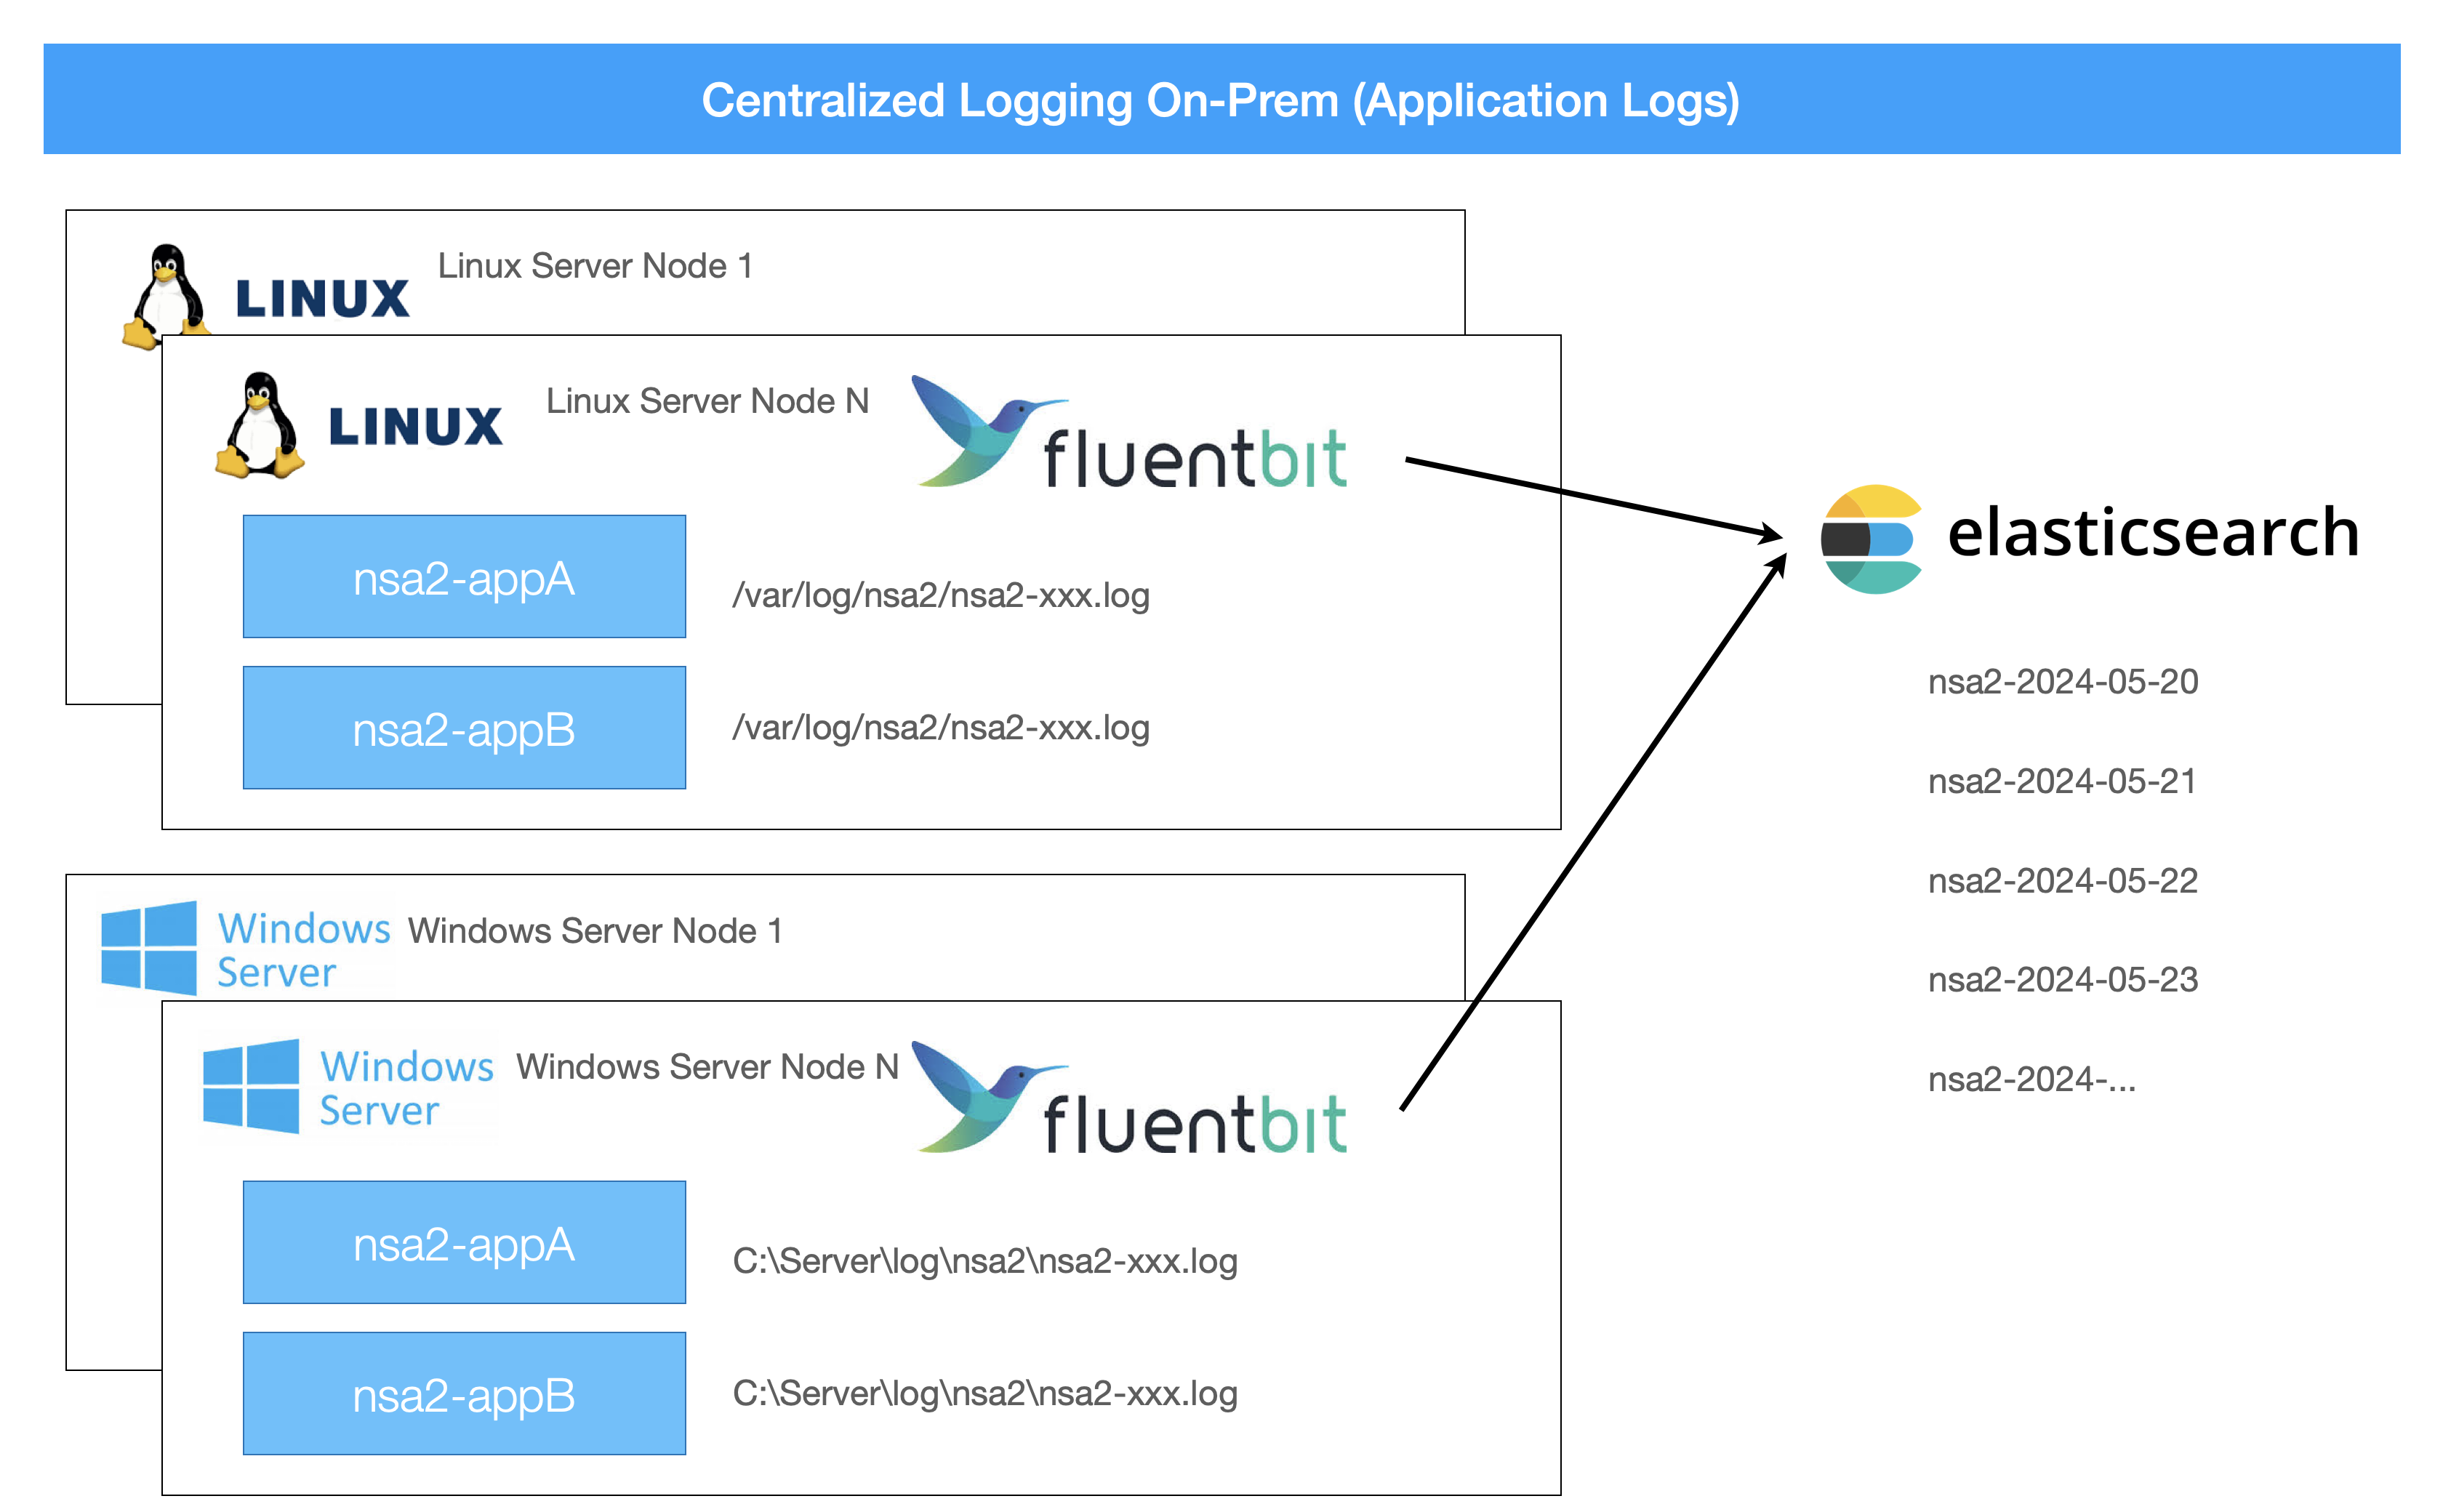 Centralized Logging On-Prem (Application Logs)
LINUX
Linux Server Node 1
LINUX
Linux Server Node N
fluentbit
nsa2-appA
/var/log/nsa2/nsa2-xxx.log
nsa2-appB
/var/log/nsa2/nsa2-xxx.log
Windows
Server
Windows Server Node 1
Windows
Server
Windows Server Node N
fluentbit
nsa2-appA
C:\Server\log\nsa2\nsa2-xxx.log
nsa2-appB
C:\Server\log\nsa2\nsa2-xxx.log
elasticsearch
nsa2-2024-05-20
nsa2-2024-05-21
nsa2-2024-05-22
nsa2-2024-05-23
nsa2-2024-...